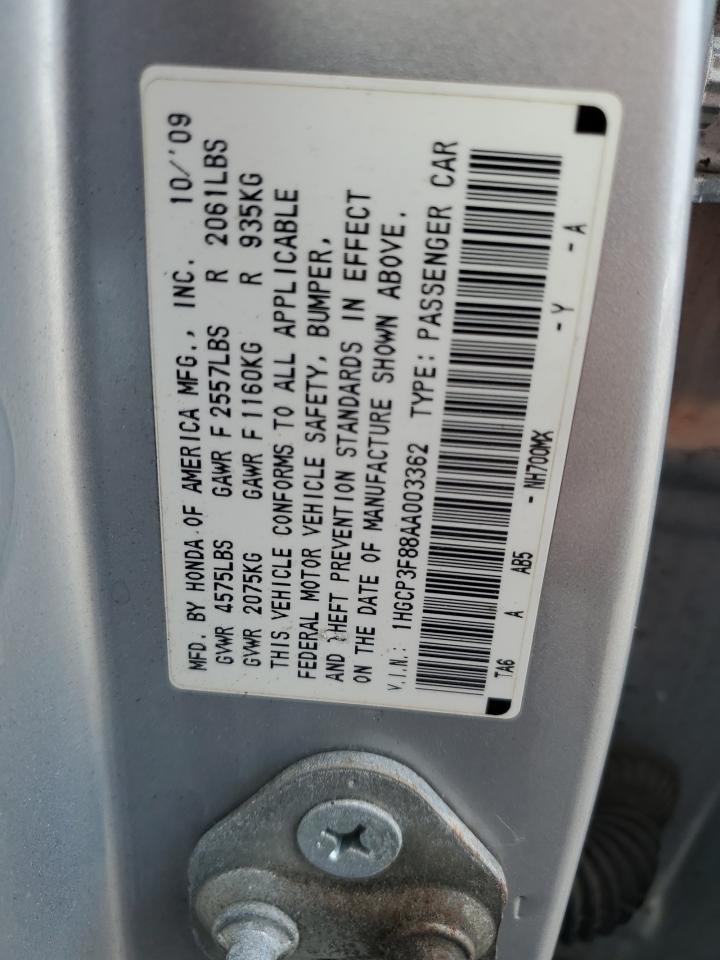 MFD. BY HONDA OF AMERICA MFG., INC. 10/'09
GVWR 4575LBS GAWR F 2557LBS R 2061LBS
GVWR 2075KG GAWR F 1160KG R 935KG
THIS VEHICLE CONFORMS TO ALL APPLICABLE
FEDERAL MOTOR VEHICLE SAFETY, BUMPER,
AND THEFT PREVENTION STANDARDS IN EFFECT
ON THE DATE OF MANUFACTURE SHOWN ABOVE.
V.I.N.: 1HGCP3F88AA003362 TYPE: PASSENGER CAR
TA6 A AB5 - NH700MX - Y - A